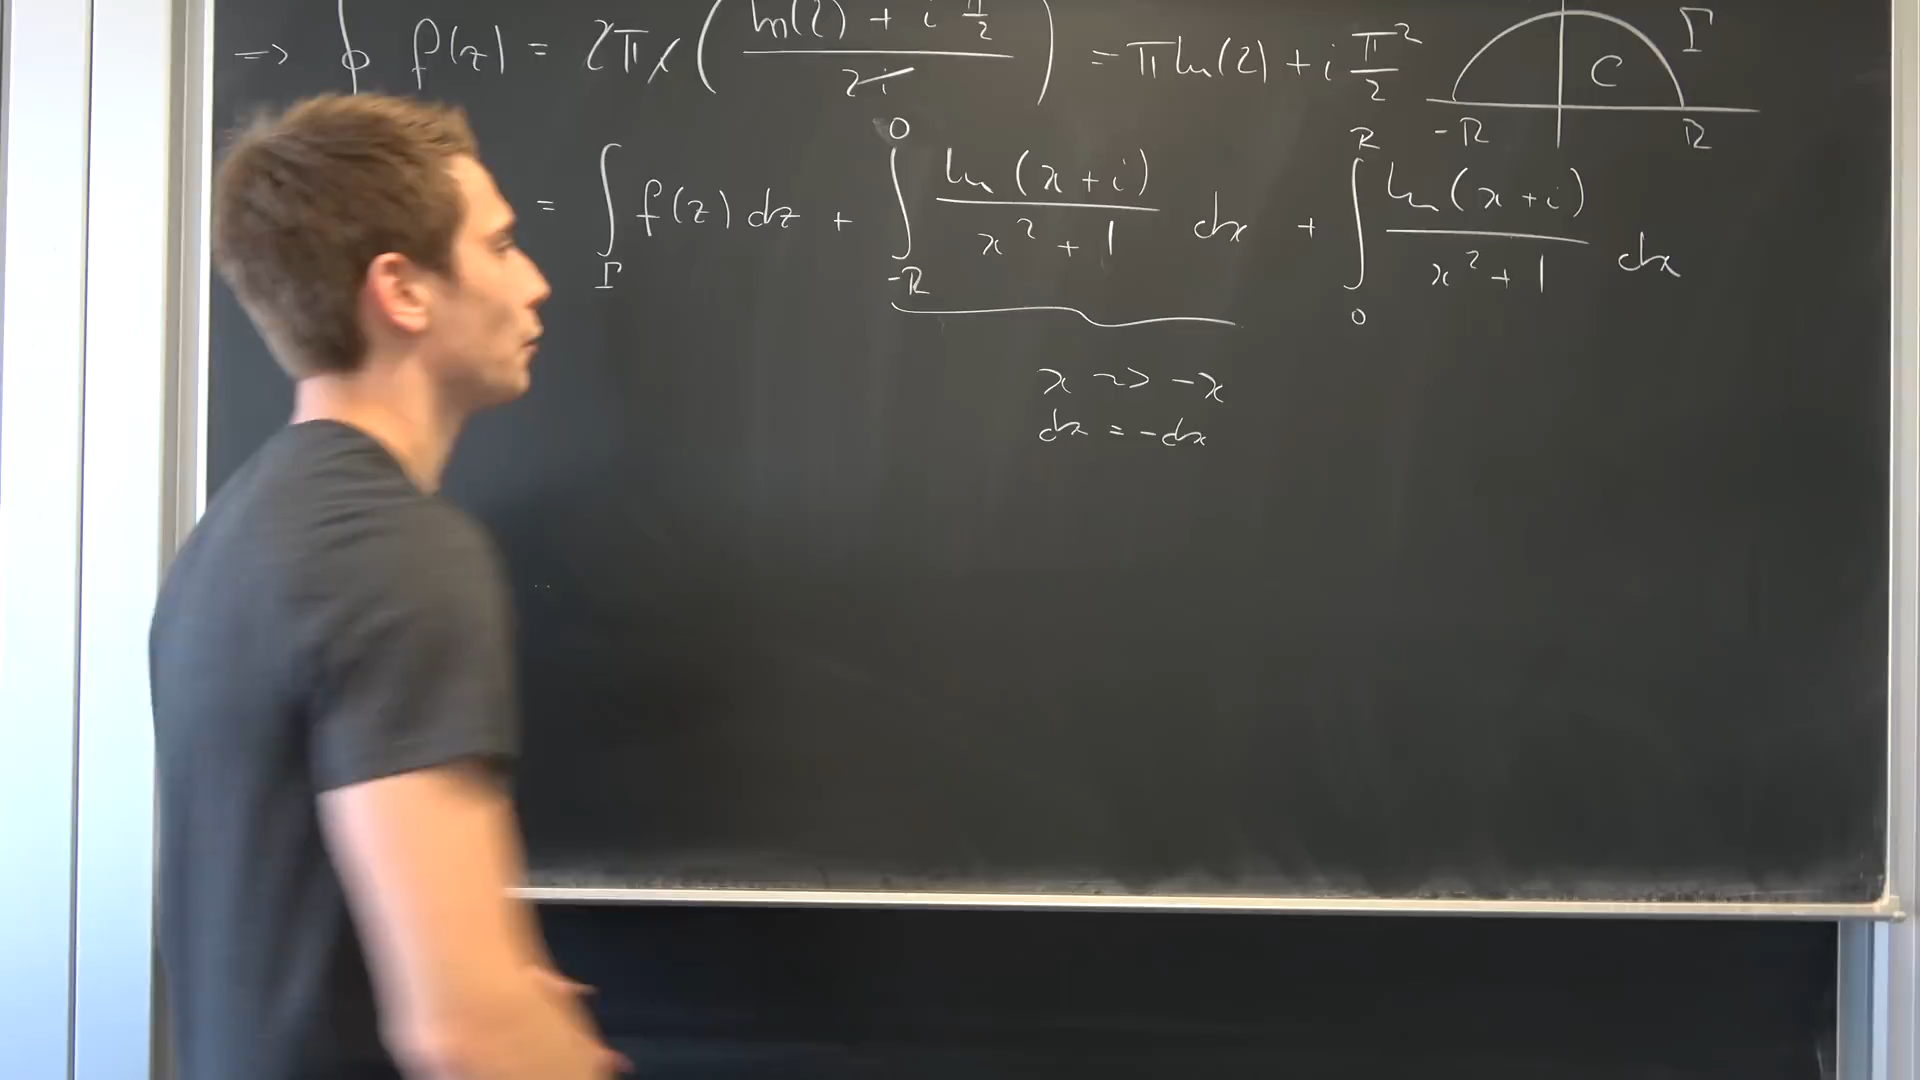 => ∮ f(z) = 2πi ( (ln(2) + i π/2) / 2i ) = π ln(2) + i π²/2
Γ
C
-R R
= ∫_Γ f(z) dz + ∫_{-R}^{0} ln(x+i) / (x²+1) dx + ∫_0^R ln(x+i) / (x²+1) dx
x ~> -x
dx = -dx